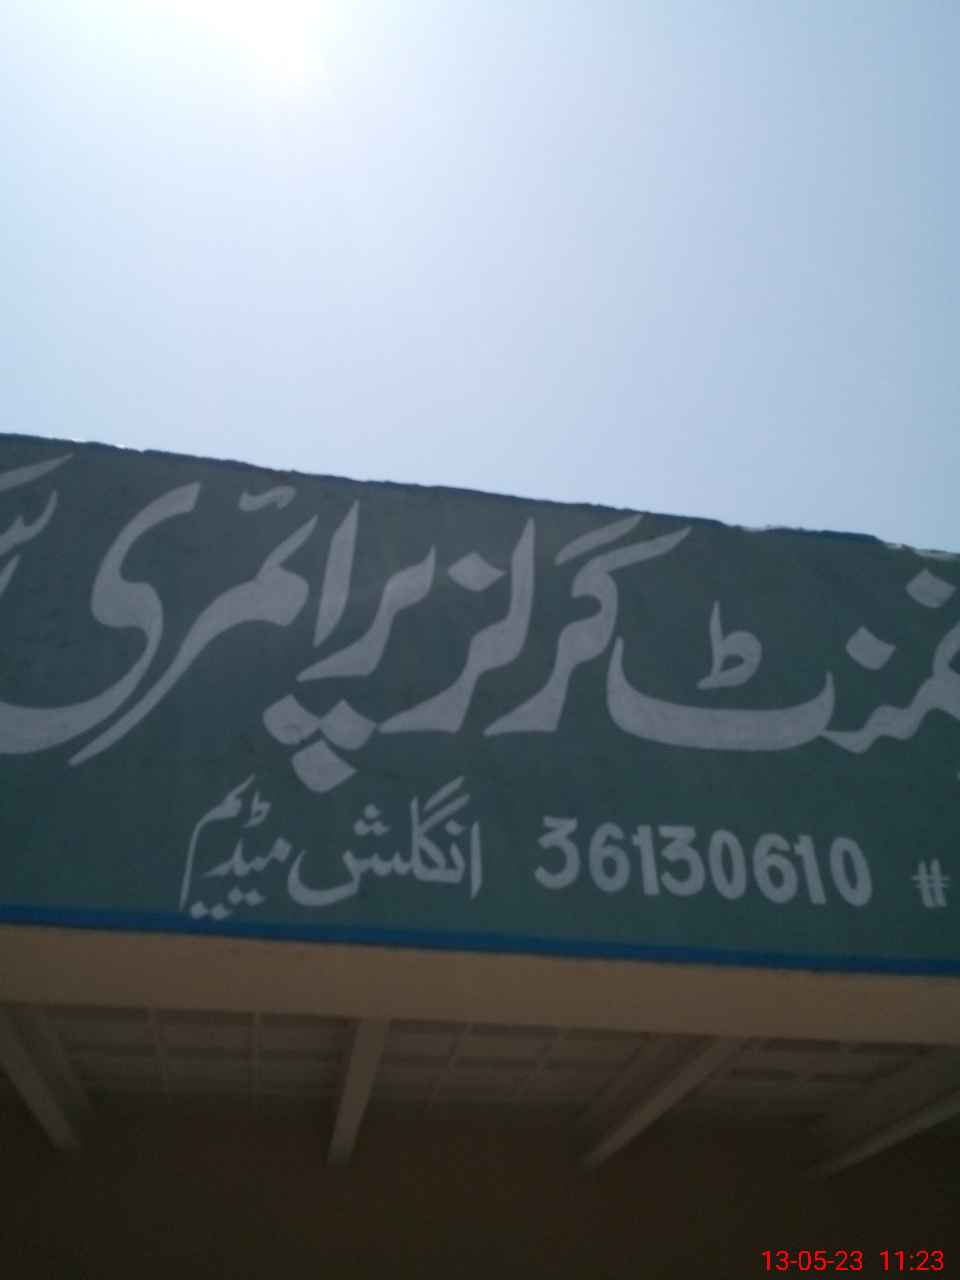 منٹ گرلز پرائمری
36130610 # انگلش میڈیم
13-05-23 11:23